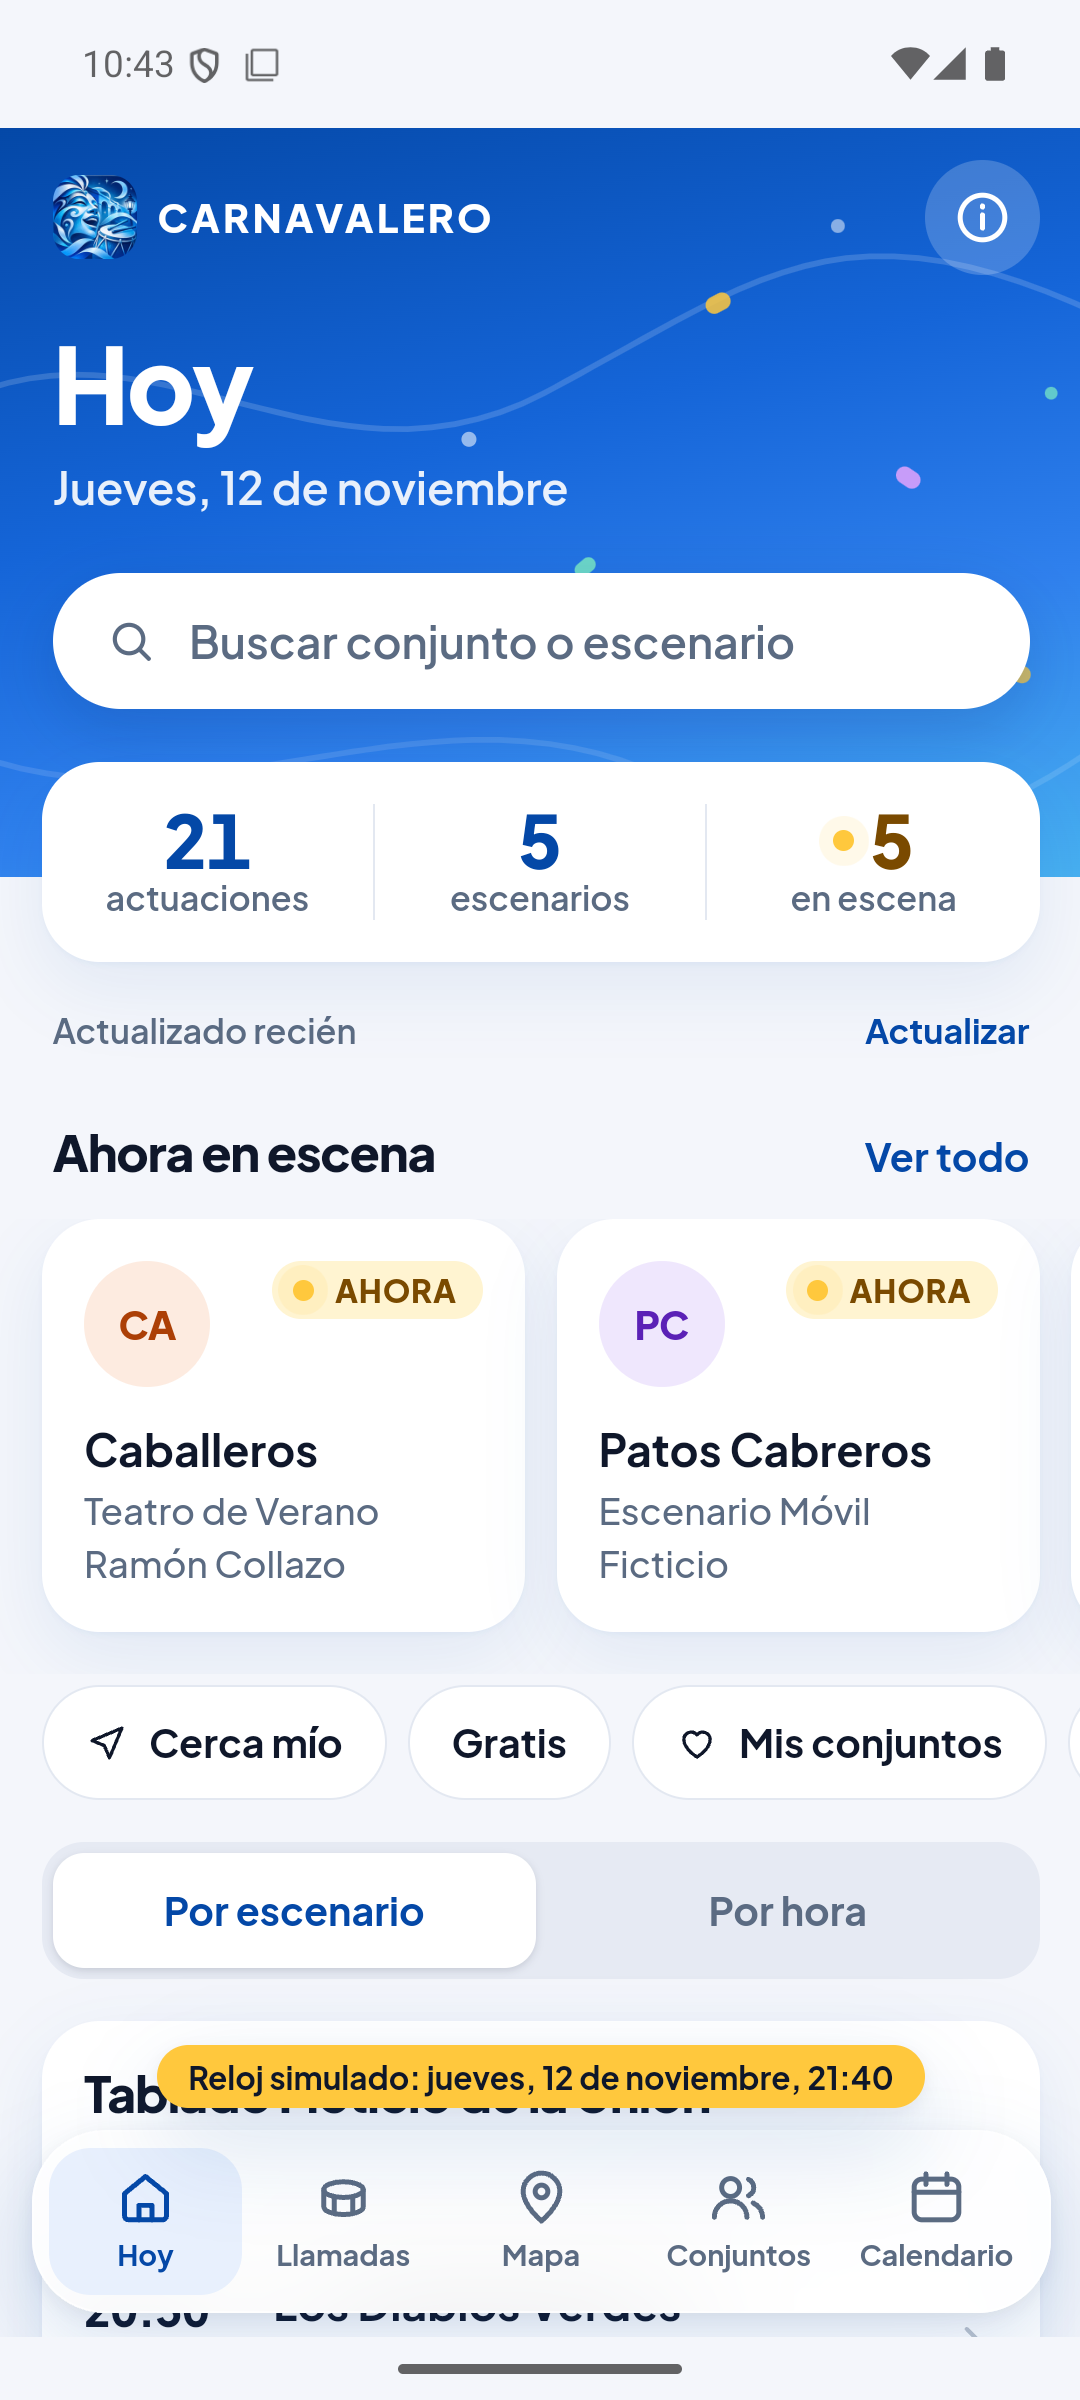 10:43
CARNAVALERO
Hoy
Jueves, 12 de noviembre
Buscar conjunto o escenario
21
actuaciones
5
escenarios
5
en escena
Actualizado recién
Actualizar
Ahora en escena
Ver todo
CA
AHORA
Caballeros
Teatro de Verano
Ramón Collazo
PC
AHORA
Patos Cabreros
Escenario Móvil
Ficticio
Cerca mío
Gratis
Mis conjuntos
Por escenario
Por hora
Reloj simulado: jueves, 12 de noviembre, 21:40
Hoy
Llamadas
Mapa
Conjuntos
Calendario
Los Diablos Verdes